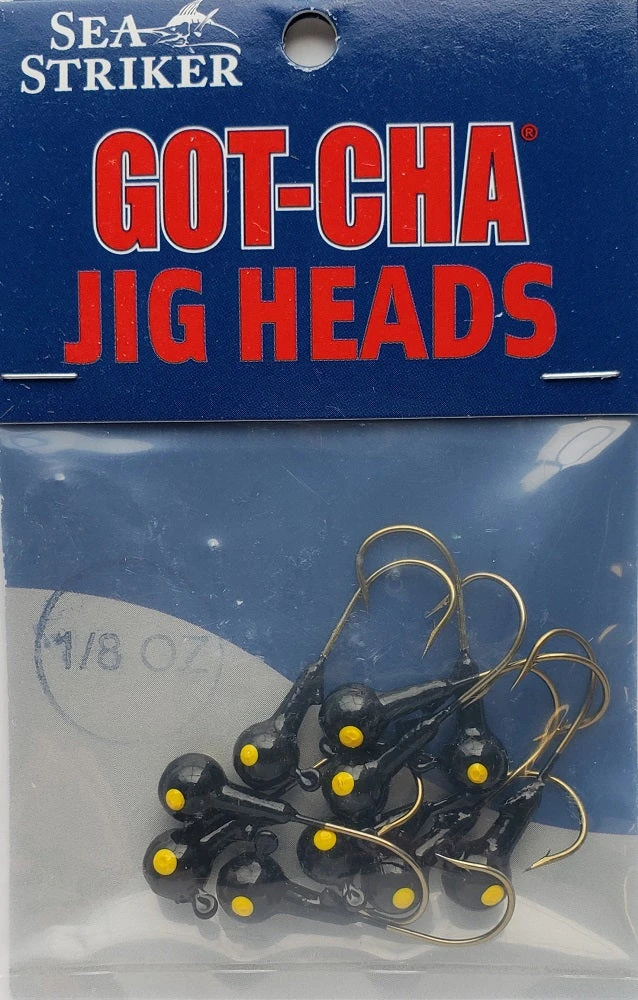 SEA
STRIKER
GOT-CHA®
JIG HEADS
1/8 OZ